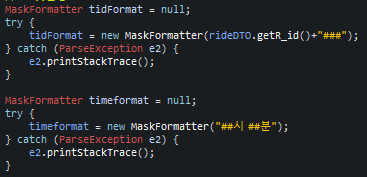 MaskFormatter tidFormat = null;
try {
tidFormat = new MaskFormatter(rideDTO.getR_id()+"###");
} catch (ParseException e2) {
e2.printStackTrace();
}
MaskFormatter timeformat = null;
try {
timeformat = new MaskFormatter("##시 ##분");
} catch (ParseException e2) {
e2.printStackTrace();
}